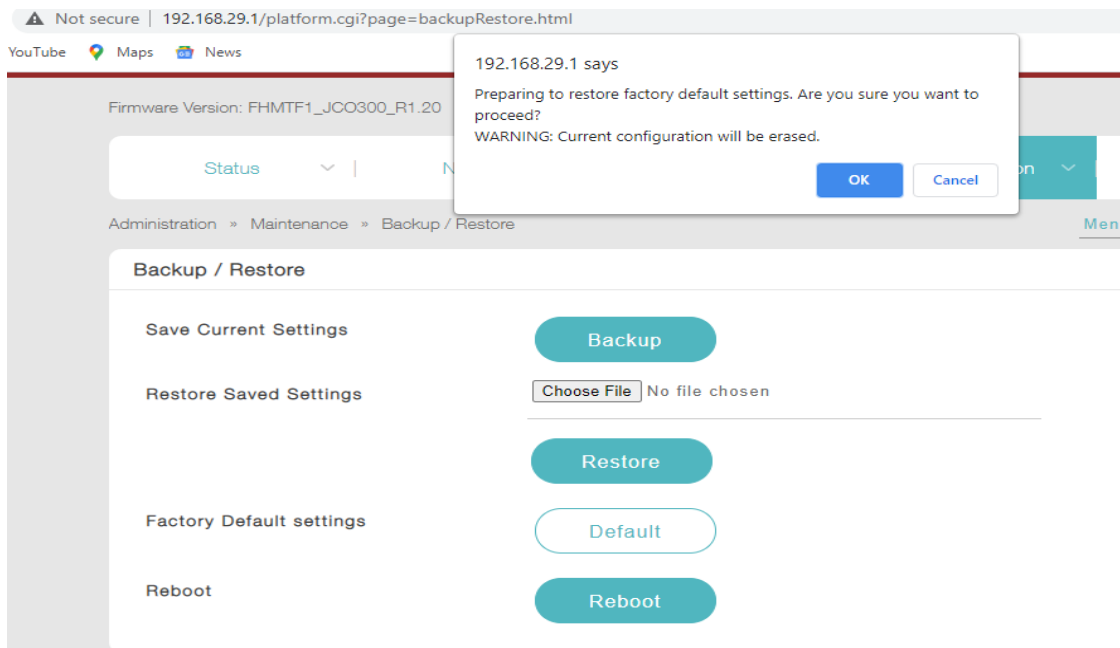 Not secure | 192.168.29.1/platform.cgi?page=backupRestore.html
YouTube Maps News
192.168.29.1 says
Preparing to restore factory default settings. Are you sure you want to
proceed?
WARNING: Current configuration will be erased.
OK Cancel
Firmware Version: FHMTF1_JCO300_R1.20
Status
Administration » Maintenance » Backup / Restore
Backup / Restore
Save Current Settings Backup
Restore Saved Settings Choose File No file chosen
Restore
Factory Default settings Default
Reboot Reboot